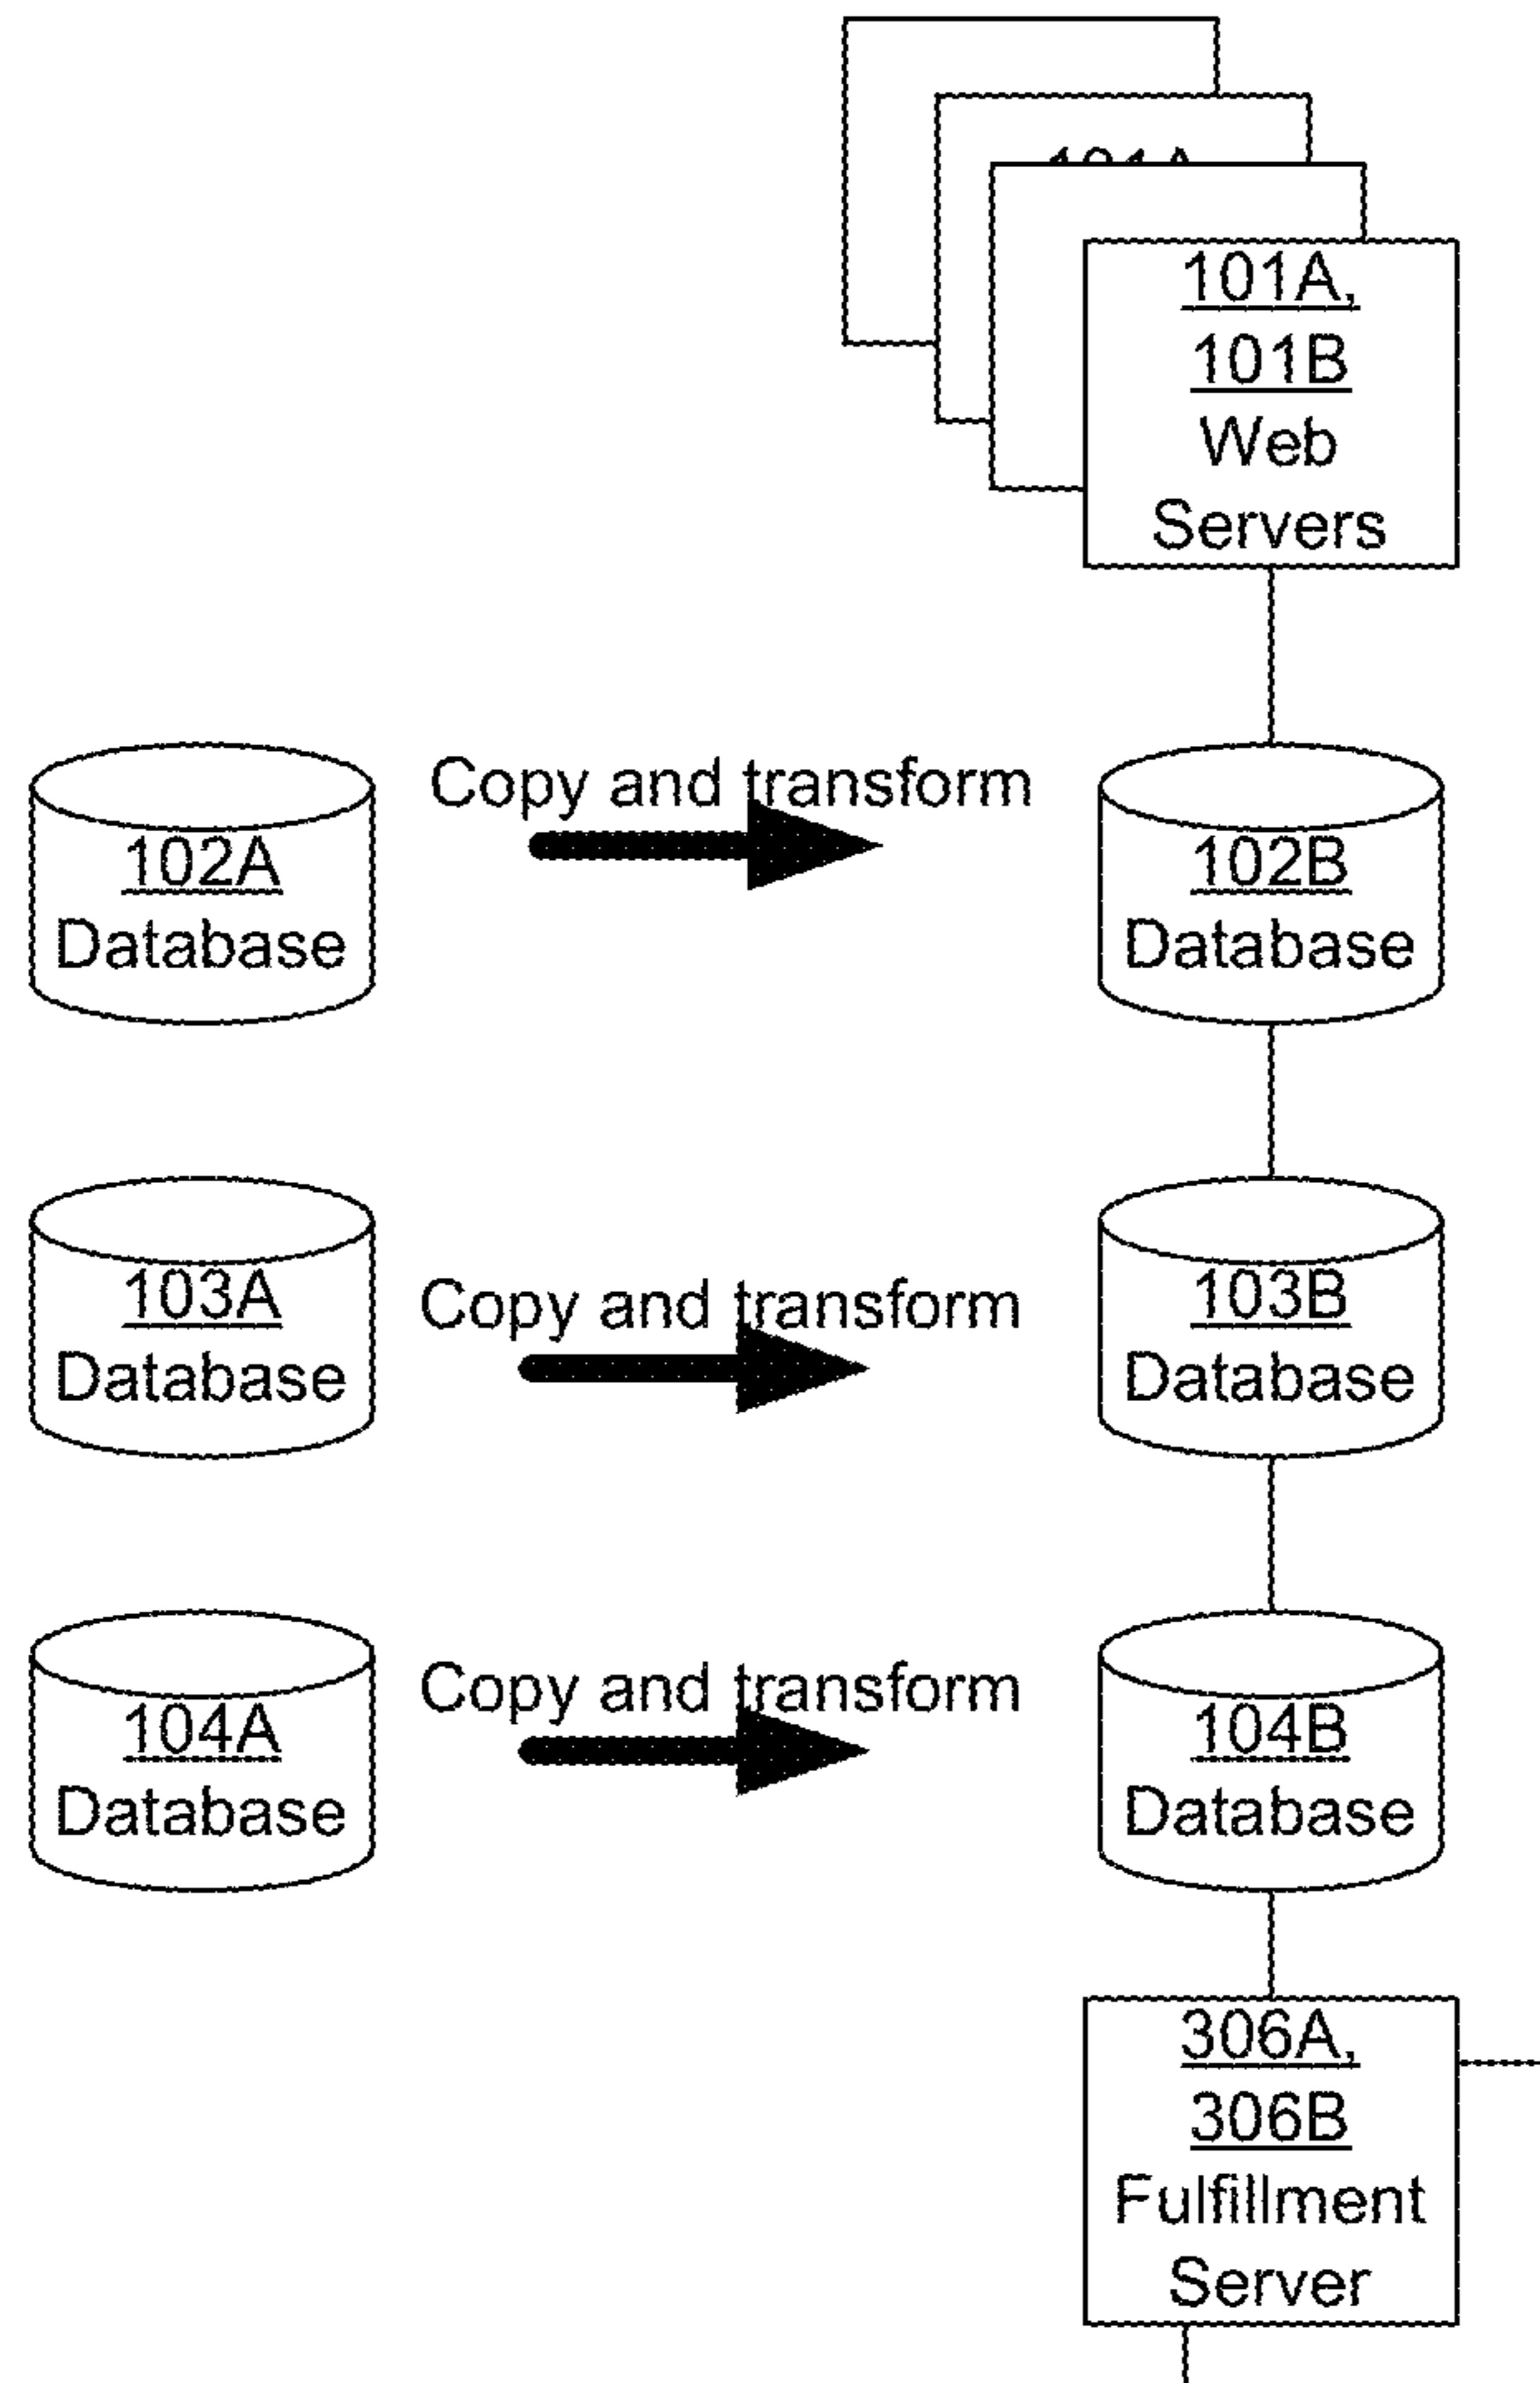 101A,
101B
Web
Servers
Copy and transform
102A
Database
102B
Database
Copy and transform
103A
Database
103B
Database
Copy and transform
104A
Database
104B
Database
306A,
306B
Fulfillment
Server